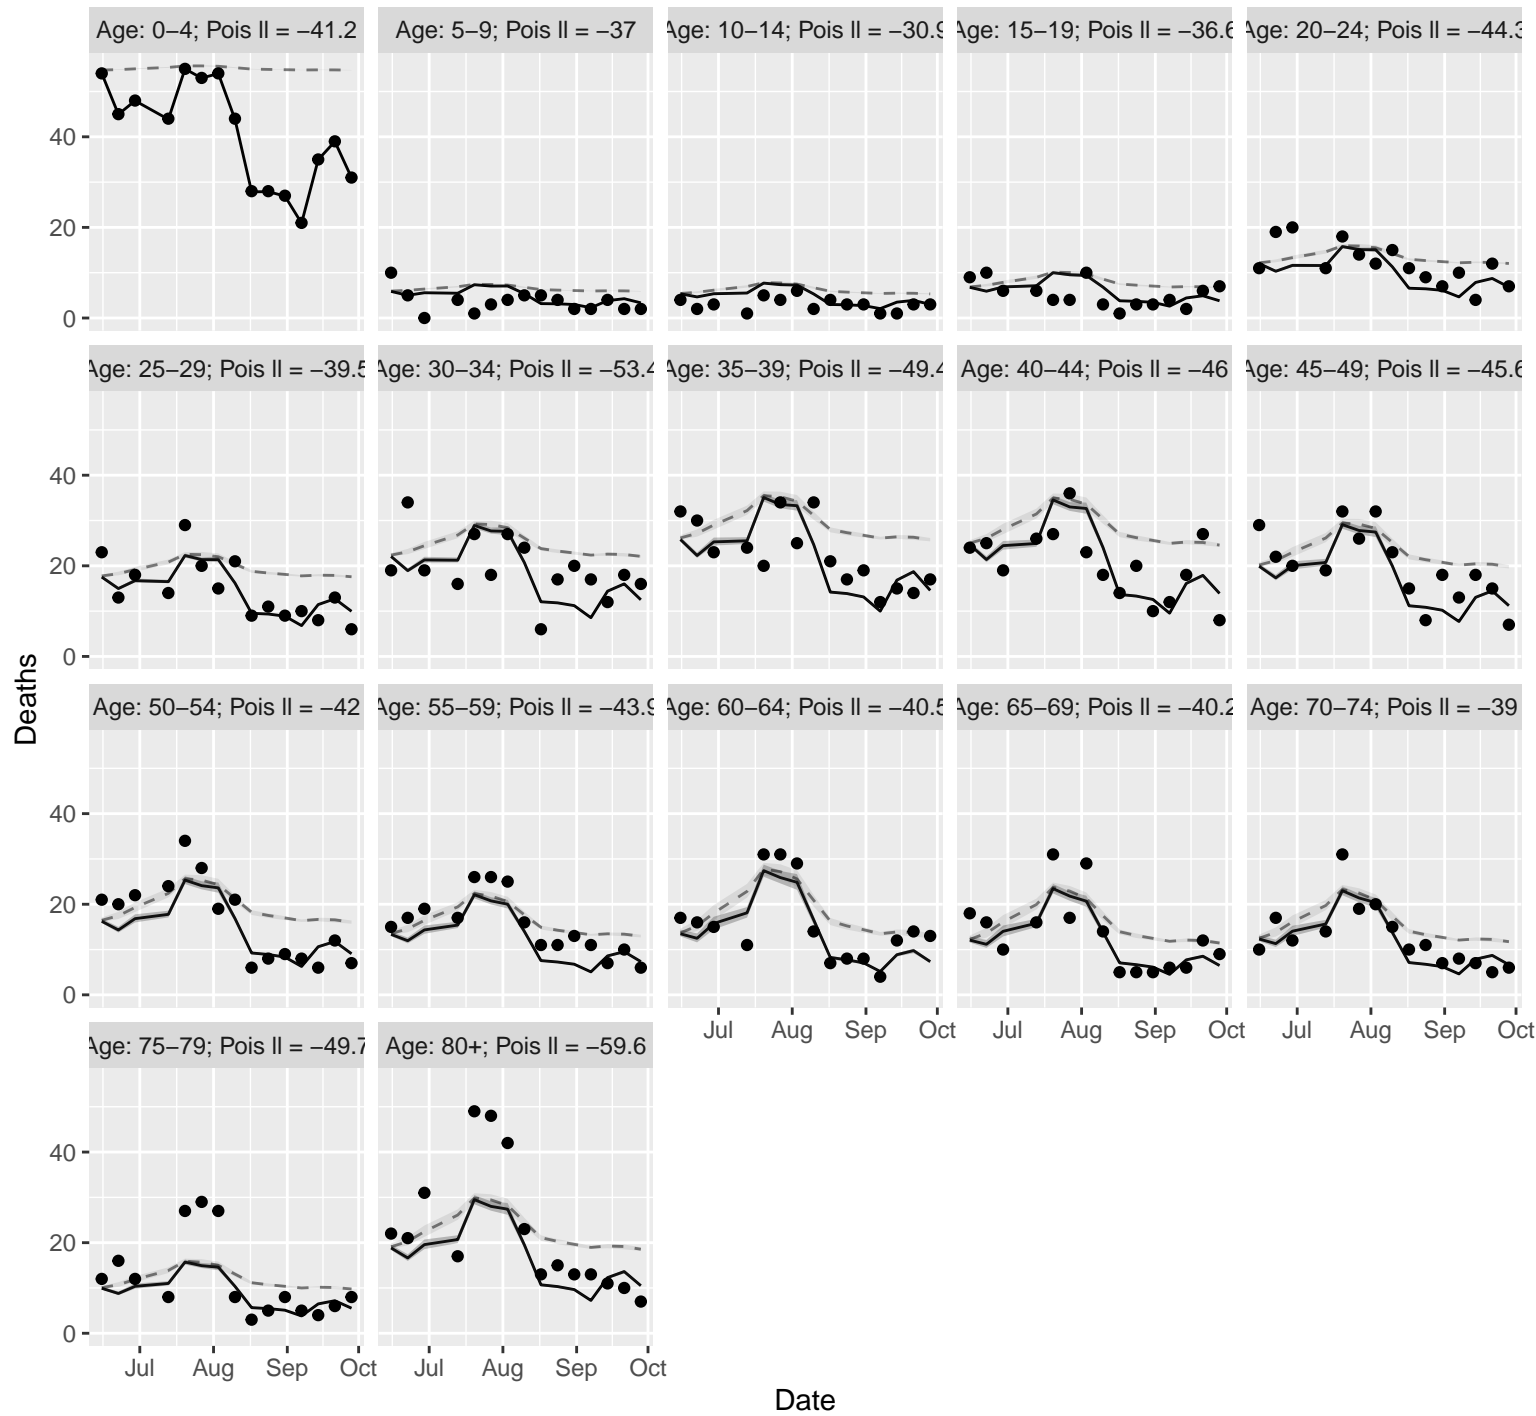 Age: 0−4; Pois ll = −41.2
Age: 5−9; Pois ll = −37
Age: 10−14; Pois ll = −30.9
Age: 15−19; Pois ll = −36.6
Age: 20−24; Pois ll = −44.3
40
20
0
Age: 25−29; Pois ll = −39.5
Age: 30−34; Pois ll = −53.4
Age: 35−39; Pois ll = −49.4
Age: 40−44; Pois ll = −46
Age: 45−49; Pois ll = −45.6
40
20
0
Deaths
Age: 50−54; Pois ll = −42
Age: 55−59; Pois ll = −43.9
Age: 60−64; Pois ll = −40.5
Age: 65−69; Pois ll = −40.2
Age: 70−74; Pois ll = −39
40
20
0
Jul Aug Sep Oct
Jul Aug Sep Oct
Jul Aug Sep Oct
Age: 75−79; Pois ll = −49.7
Age: 80+; Pois ll = −59.6
40
20
0
Jul Aug Sep Oct
Jul Aug Sep Oct
Date